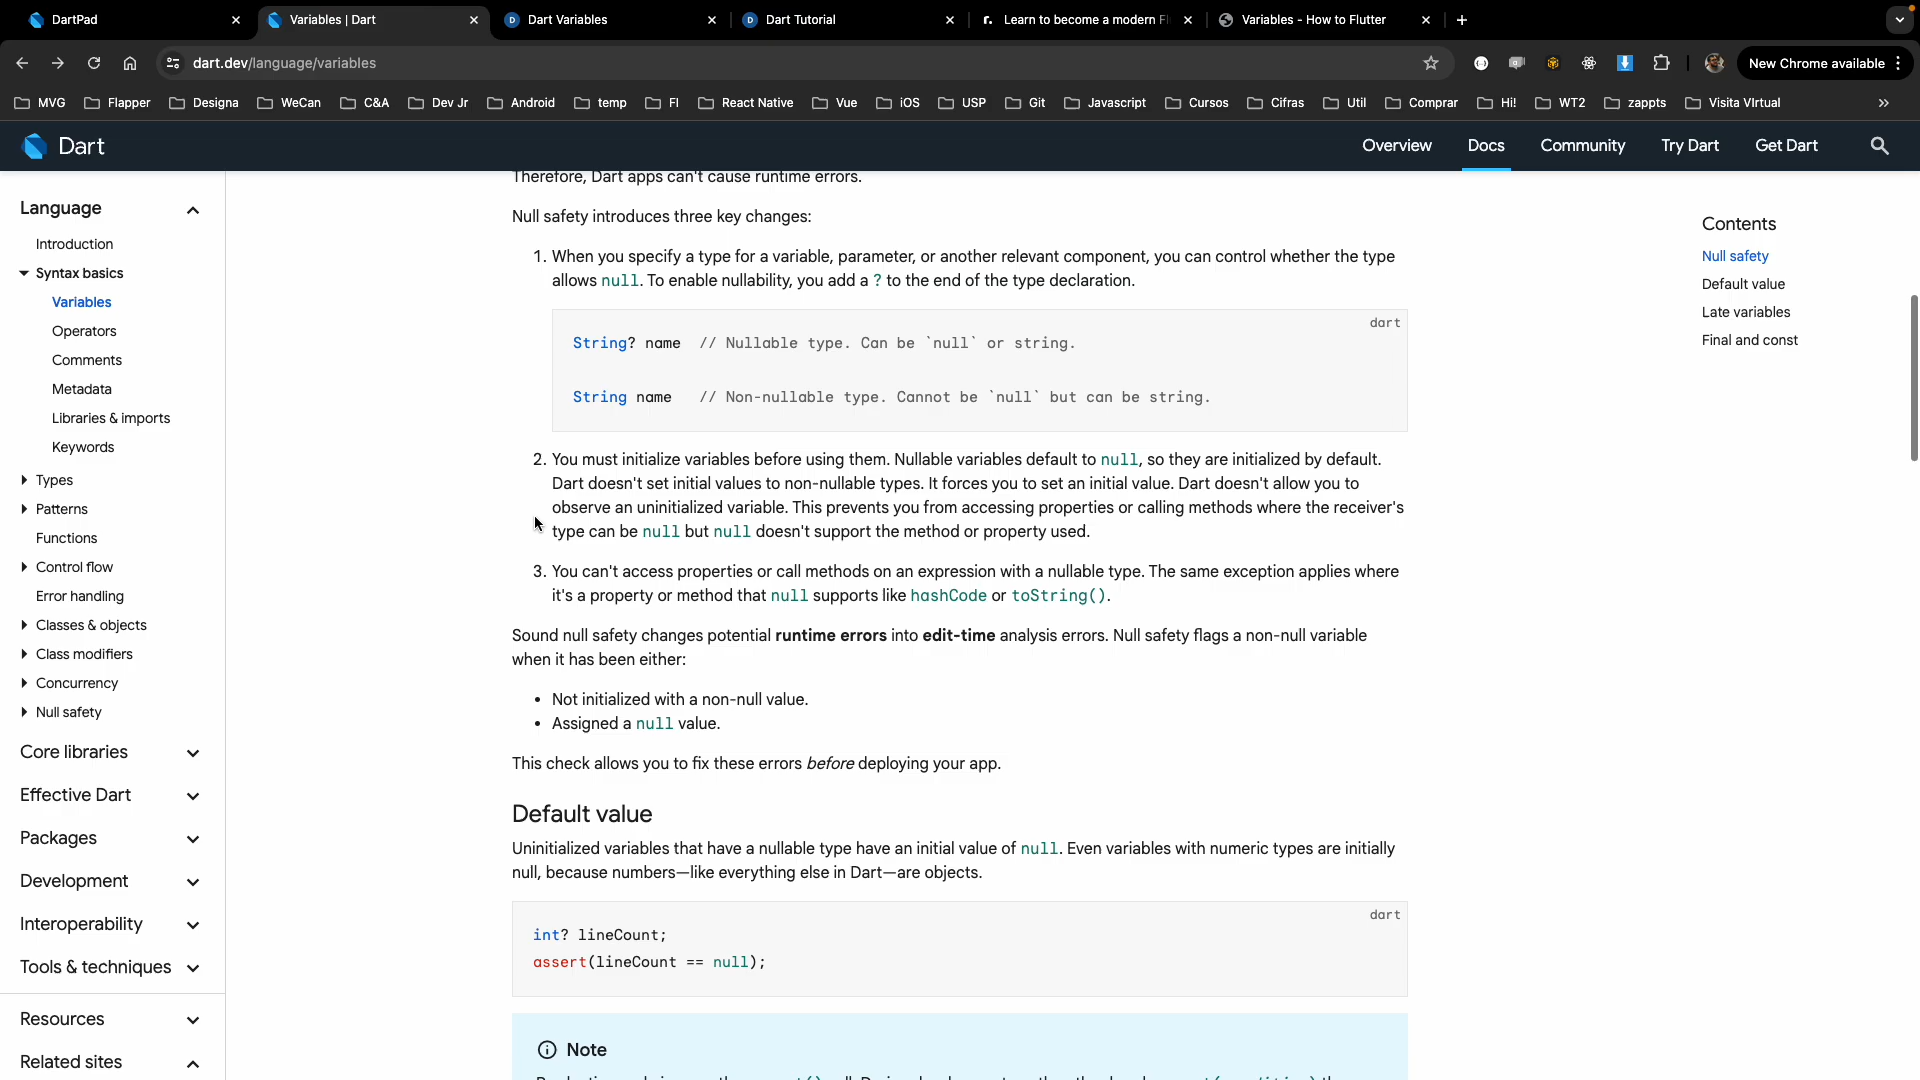 DartPad
Variables | Dart
Dart Variables
Dart Tutorial
Learn to become a modern Fl
Variables - How to Flutter
dart.dev/language/variables
New Chrome available
MVG
Flapper
Designa
WeCan
C&A
Dev Jr
Android
temp
FI
React Native
Vue
iOS
USP
Git
Javascript
Cursos
Cifras
Util
Comprar
Hi!
WT2
zappts
Visita VIrtual
Dart
Overview
Docs
Community
Try Dart
Get Dart
Language
Introduction
Syntax basics
Variables
Operators
Comments
Metadata
Libraries & imports
Keywords
Types
Patterns
Functions
Control flow
Error handling
Classes & objects
Class modifiers
Concurrency
Null safety
Core libraries
Effective Dart
Packages
Development
Interoperability
Tools & techniques
Resources
Related sites
Therefore, Dart apps can't cause runtime errors.
Null safety introduces three key changes:
1. When you specify a type for a variable, parameter, or another relevant component, you can control whether the type
allows null. To enable nullability, you add a ? to the end of the type declaration.
dart
String? name  // Nullable type. Can be `null` or string.
String name   // Non-nullable type. Cannot be `null` but can be string.
2. You must initialize variables before using them. Nullable variables default to null, so they are initialized by default.
Dart doesn't set initial values to non-nullable types. It forces you to set an initial value. Dart doesn't allow you to
observe an uninitialized variable. This prevents you from accessing properties or calling methods where the receiver's
type can be null but null doesn't support the method or property used.
3. You can't access properties or call methods on an expression with a nullable type. The same exception applies where
it's a property or method that null supports like hashCode or toString().
Sound null safety changes potential runtime errors into edit-time analysis errors. Null safety flags a non-null variable
when it has been either:
• Not initialized with a non-null value.
• Assigned a null value.
This check allows you to fix these errors before deploying your app.
Default value
Uninitialized variables that have a nullable type have an initial value of null. Even variables with numeric types are initially
null, because numbers—like everything else in Dart—are objects.
dart
int? lineCount;
assert(lineCount == null);
Note
Contents
Null safety
Default value
Late variables
Final and const